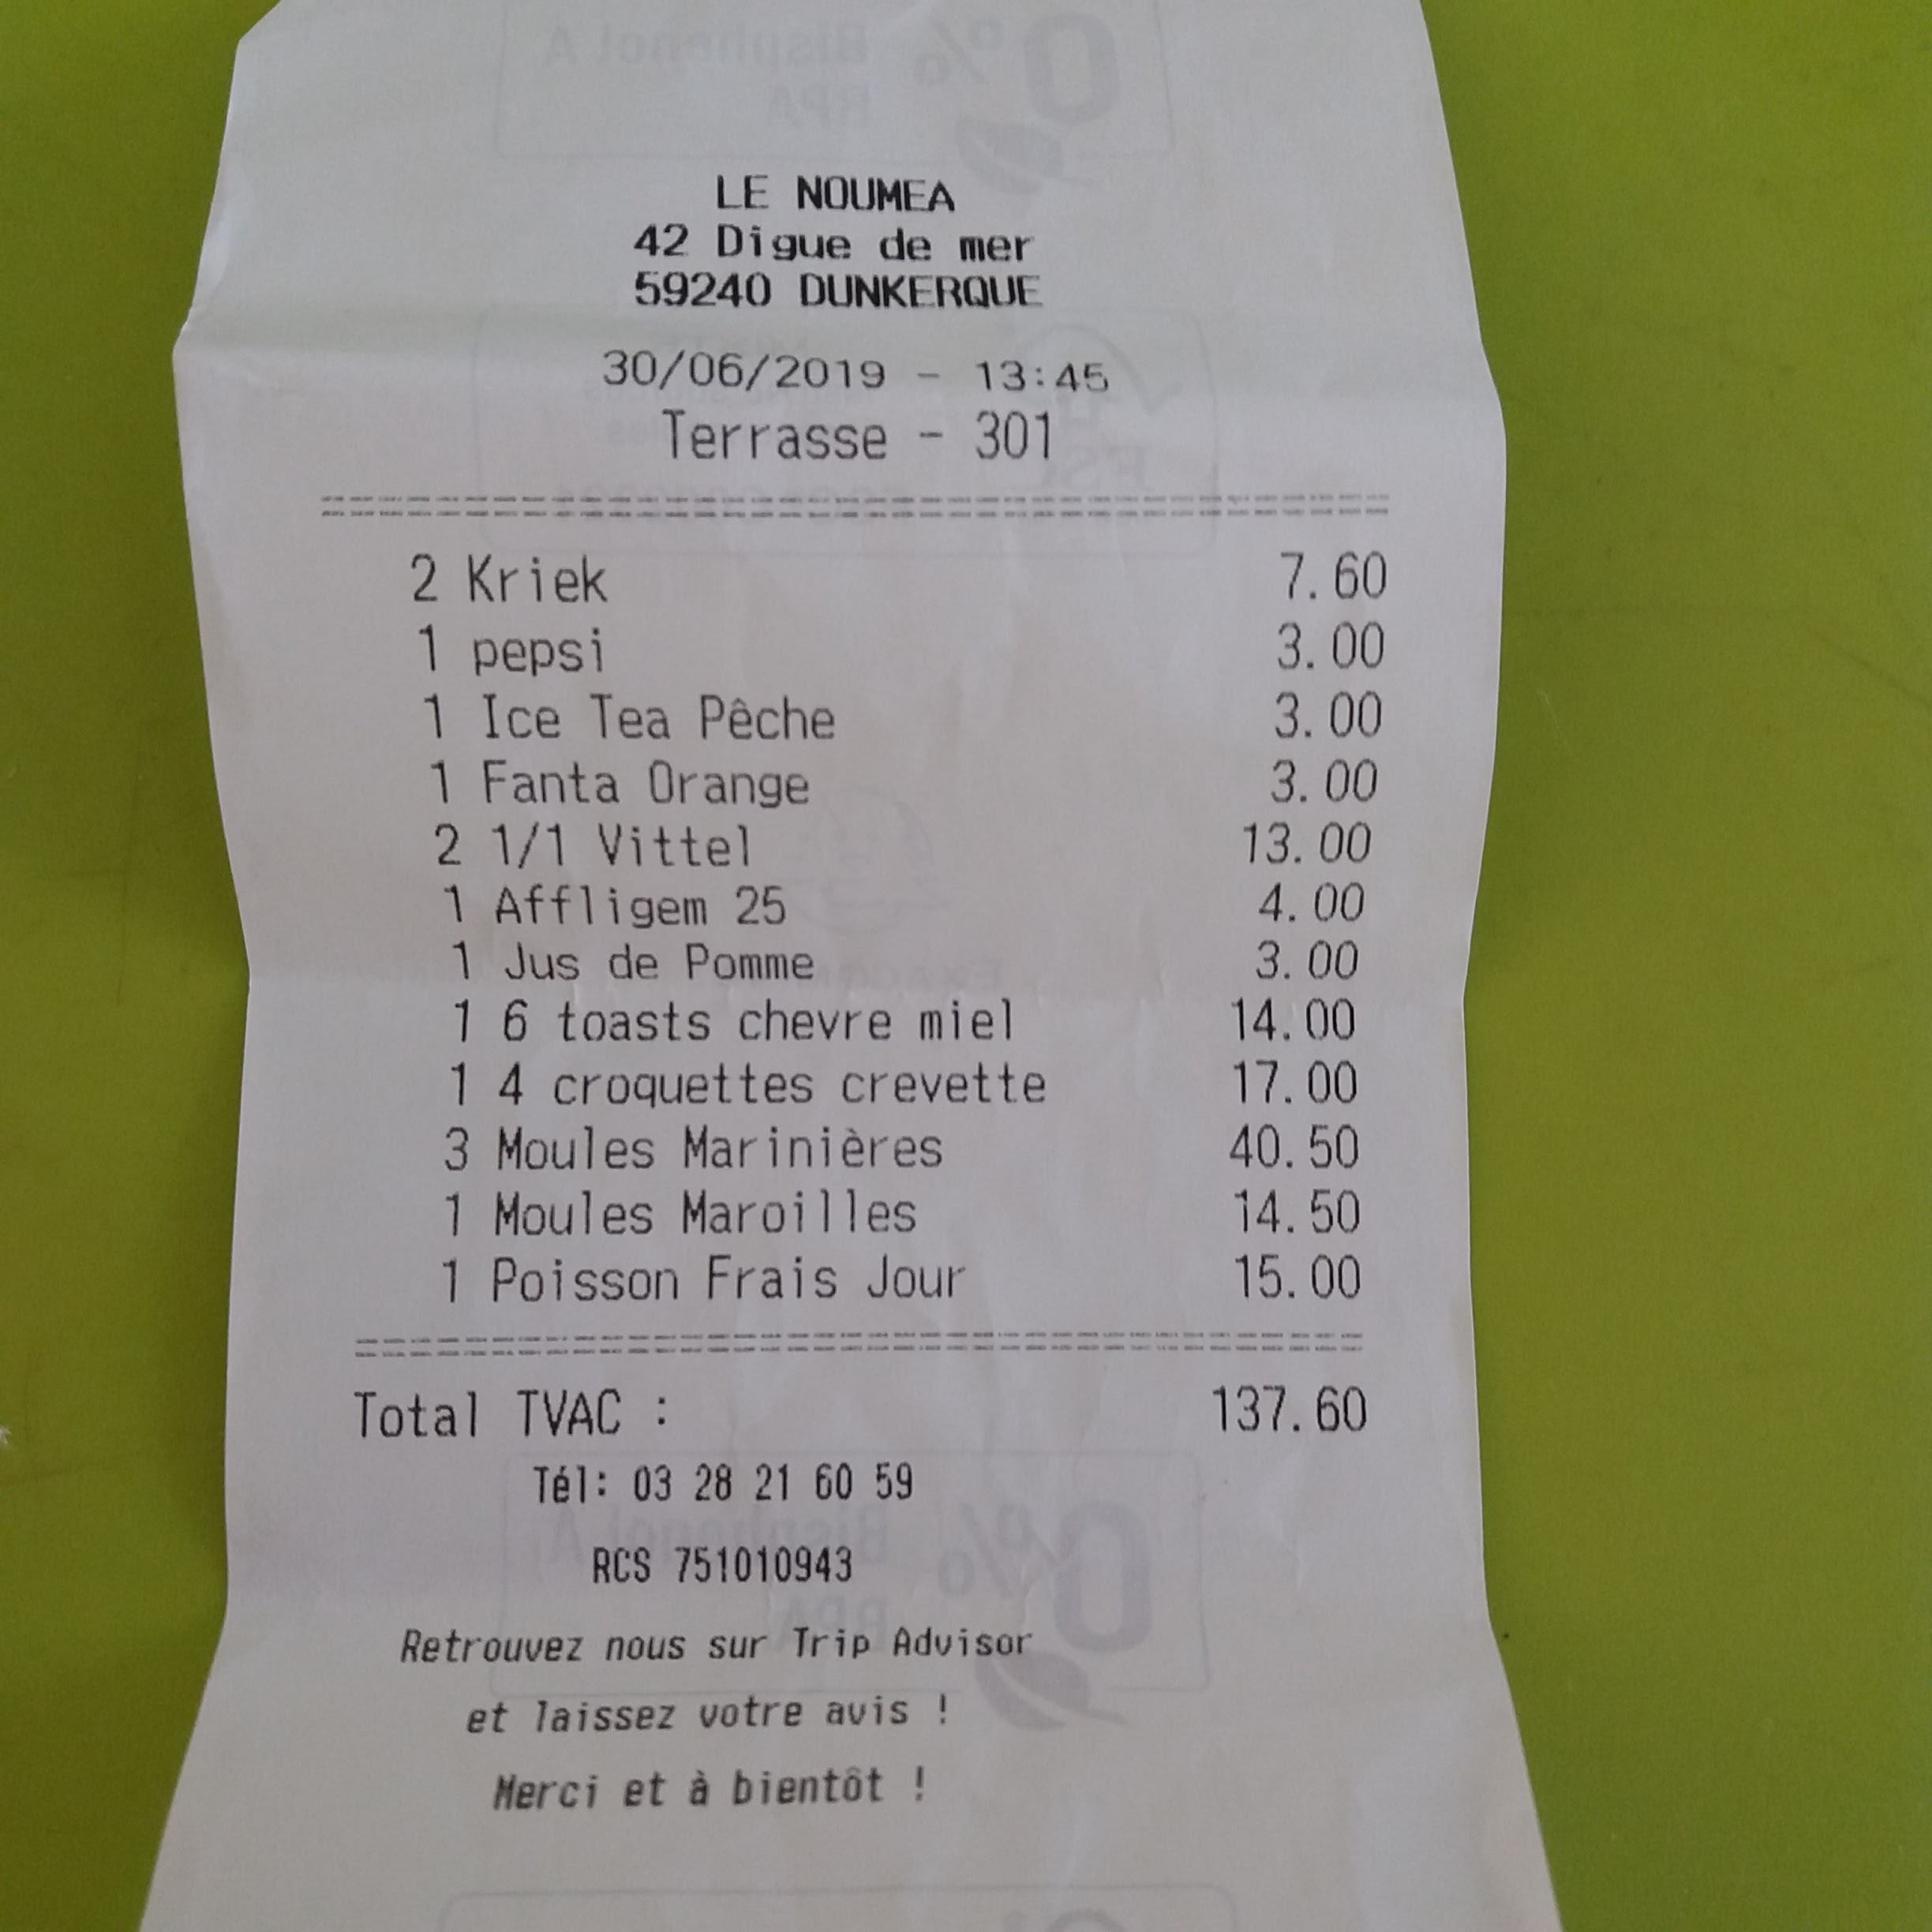 LE NOUMEA
42 Digue de mer
59240 DUNKERQUE
30/06/2019 - 13:45
Terrasse - 301
2 Kriek 7.60
1 pepsi 3.00
1 Ice Tea Pêche 3.00
1 Fanta Orange 3.00
2 1/1 Vittel 13.00
1 Affligem 25 4.00
1 Jus de Pomme 3.00
1 6 toasts chevre miel 14.00
1 4 croquettes crevette 17.00
3 Moules Marinières 40.50
1 Moules Maroilles 14.50
1 Poisson Frais Jour 15.00
Total TVAC : 137.60
Tél: 03 28 21 60 59
RCS 751010943
Retrouvez nous sur Trip Advisor
et laissez votre avis !
Merci et à bientôt !